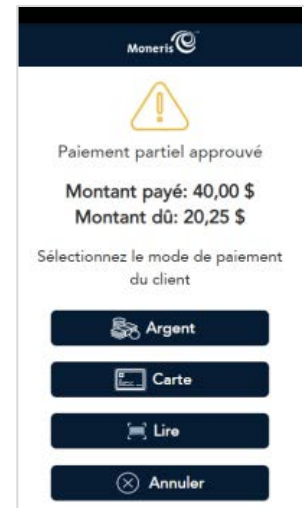 Moneris
Paiement partiel approuvé
Montant payé: 40,00 $
Montant dû: 20,25 $
Sélectionnez le mode de paiement
du client
Argent
Carte
Lire
Annuler